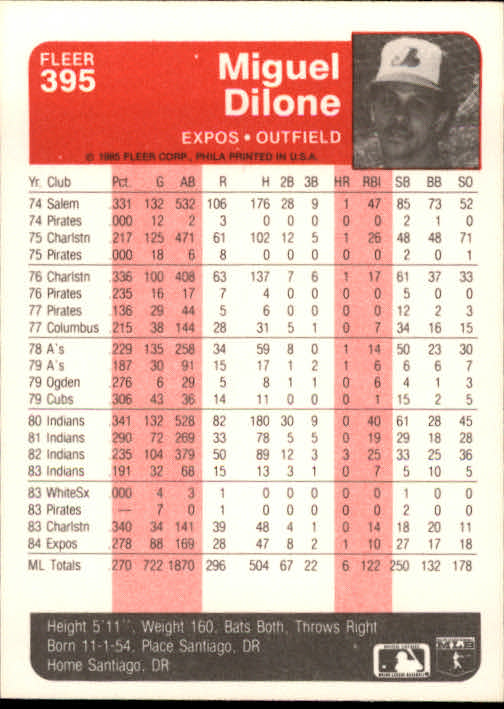 FLEER
395
Miguel
Dilone
EXPOS • OUTFIELD
© 1985 FLEER CORP., PHILA PRINTED IN U.S.A.
Yr. Club Pct. G AB R H 2B 3B HR RBI SB BB SO
74 Salem .331 132 532 106 176 28 9 1 47 85 73 52
74 Pirates .000 12 2 3 0 0 0 0 0 2 1 0
75 Charlstn .217 125 471 61 102 12 5 1 26 48 48 71
75 Pirates .000 18 6 8 0 0 0 0 0 2 0 1
76 Charlstn .336 100 408 63 137 7 6 1 17 61 37 33
76 Pirates .235 16 17 7 4 0 0 0 0 5 0 0
77 Pirates .136 29 44 5 6 0 0 0 0 12 2 3
77 Columbus .215 38 144 28 31 5 1 0 7 34 16 15
78 A's .229 135 258 34 59 8 0 1 14 50 23 30
79 A's .187 30 91 15 17 1 2 1 6 6 6 7
79 Ogden .276 6 29 5 8 1 1 0 6 4 1 3
79 Cubs .306 43 36 14 11 0 0 0 1 15 2 5
80 Indians .341 132 528 82 180 30 9 0 40 61 28 45
81 Indians .290 72 269 33 78 5 5 0 19 29 18 28
82 Indians .235 104 379 50 89 12 3 3 25 33 25 36
83 Indians .191 32 68 15 13 3 1 0 7 5 10 5
83 WhiteSx .000 4 3 1 0 0 0 0 0 1 0 0
83 Pirates — 7 0 1 0 0 0 0 0 2 0 0
83 Charlstn .340 34 141 39 48 4 1 0 14 18 20 11
84 Expos .278 88 169 28 47 8 2 1 10 27 17 18
ML Totals .270 722 1870 296 504 67 22 6 122 250 132 178
Height 5'11", Weight 160, Bats Both, Throws Right
Born 11-1-54, Place Santiago, DR
Home Santiago, DR